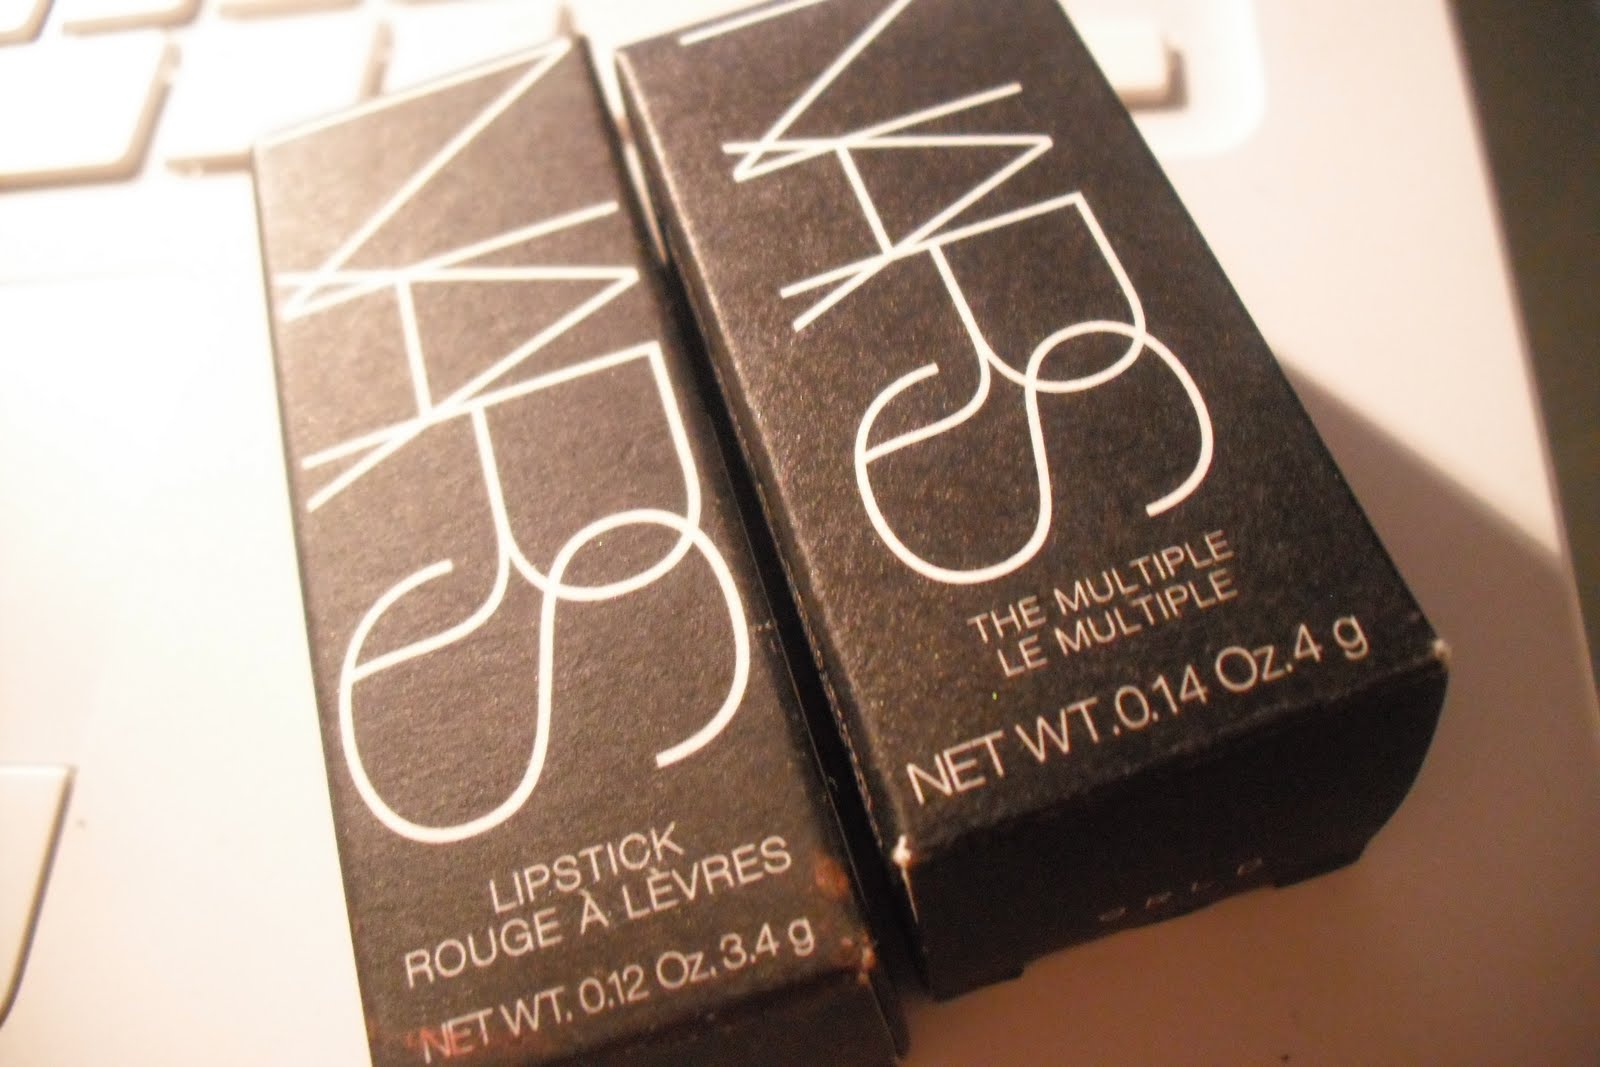 NARS
LIPSTICK
ROUGE À LÈVRES
NET WT. 0.12 Oz. 3.4 g
NARS
THE MULTIPLE
LE MULTIPLE
NET WT. 0.14 Oz. 4 g